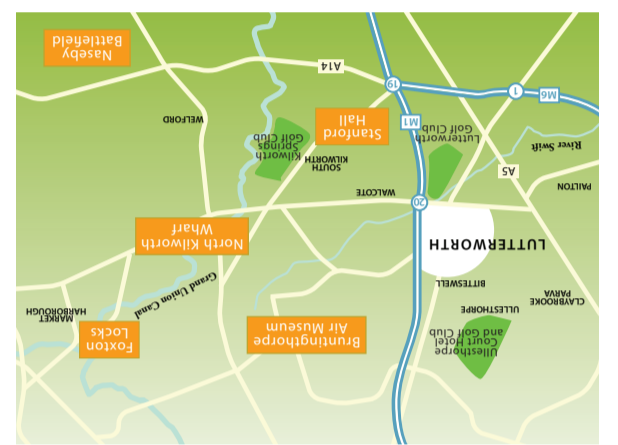 Ullesthorpe
Court Hotel
and Golf Club
Bruntingthorpe
Air Museum
Foxton
Locks
ULLESTHORPE
MARKET
HARBOROUGH
CLAYBROOKE
PARVA
BITTESWELL
Grand Union Canal
LUTTERWORTH
North Kilworth
Wharf
20
WALCOTE
PAILTON
A5
SOUTH
KILWORTH
Kilworth
Springs
Golf Club
River Swift
Lutterworth
Golf Club
Stanford
Hall
M1
WELFORD
M6
1
19
A14
Naseby
Battlefield